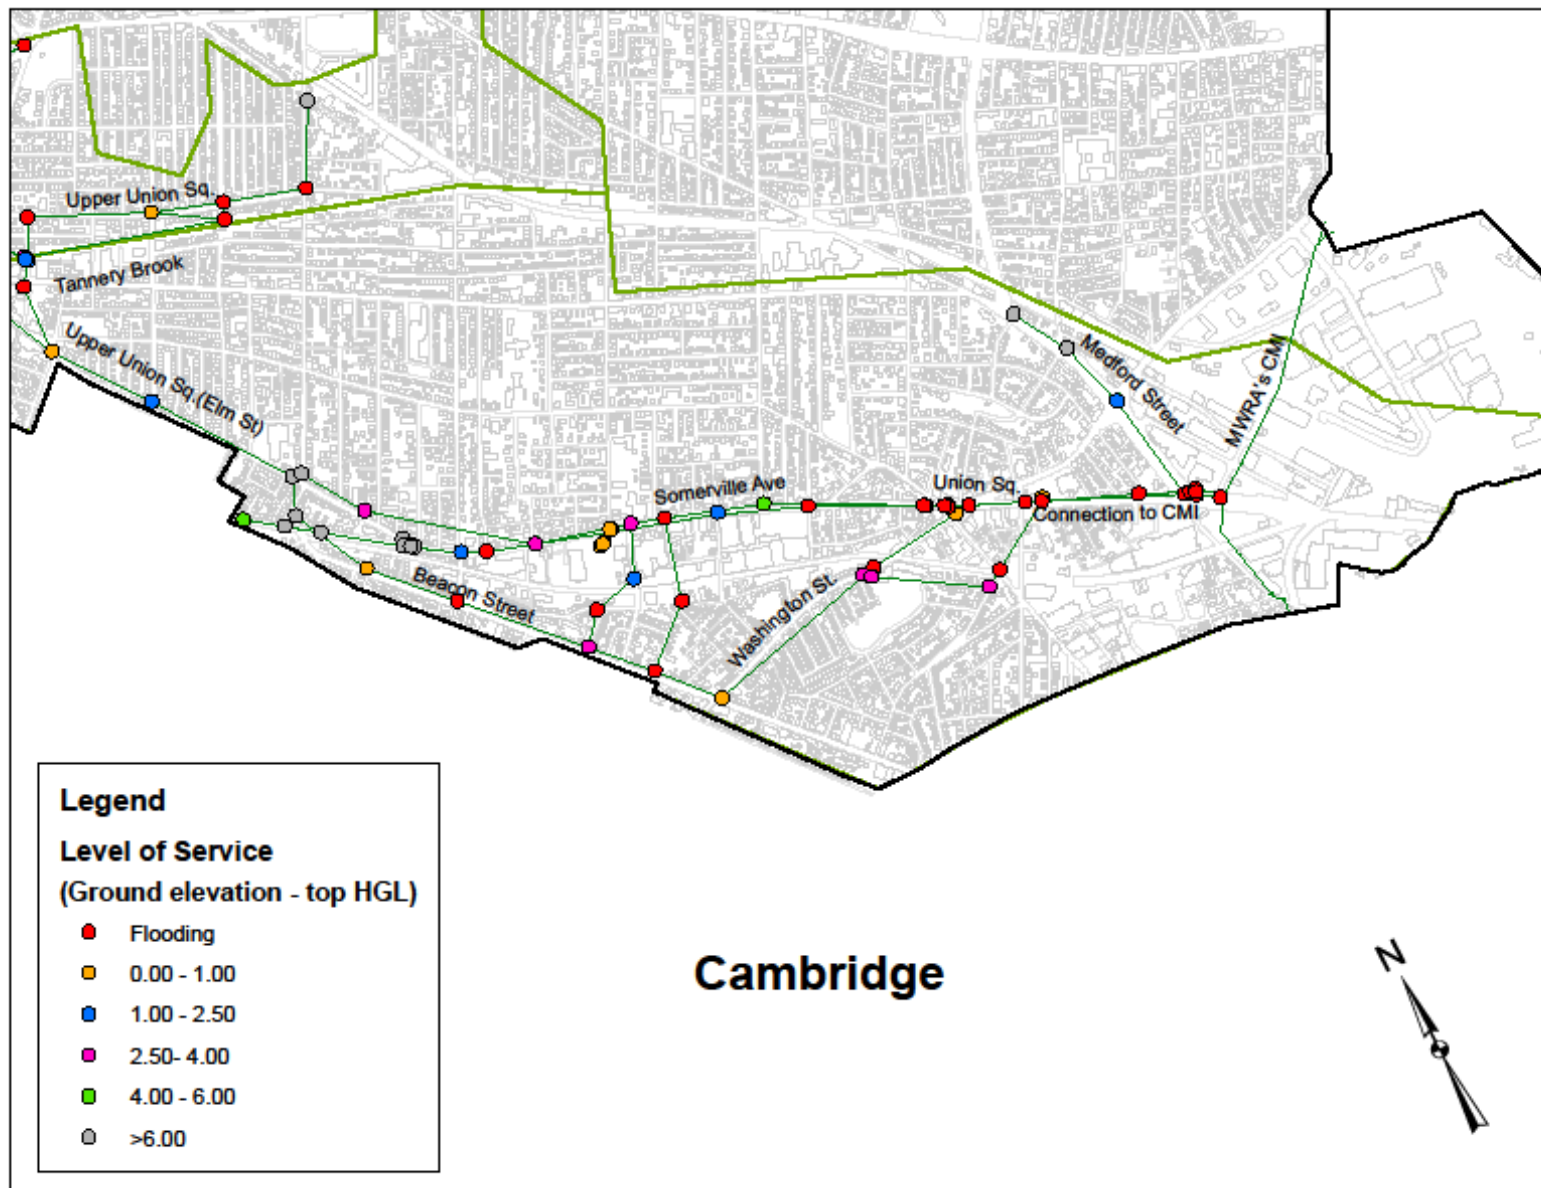 Upper Union Sq.
Tannery Brook
Upper Union Sq.(Elm St)
Medford Street
MWRA's CMI
Somerville Ave
Union Sq.
Connection to CMI
Beacon Street
Washington St.
Legend
Level of Service
(Ground elevation - top HGL)
Flooding
0.00 - 1.00
1.00 - 2.50
2.50- 4.00
4.00 - 6.00
>6.00
Cambridge
N